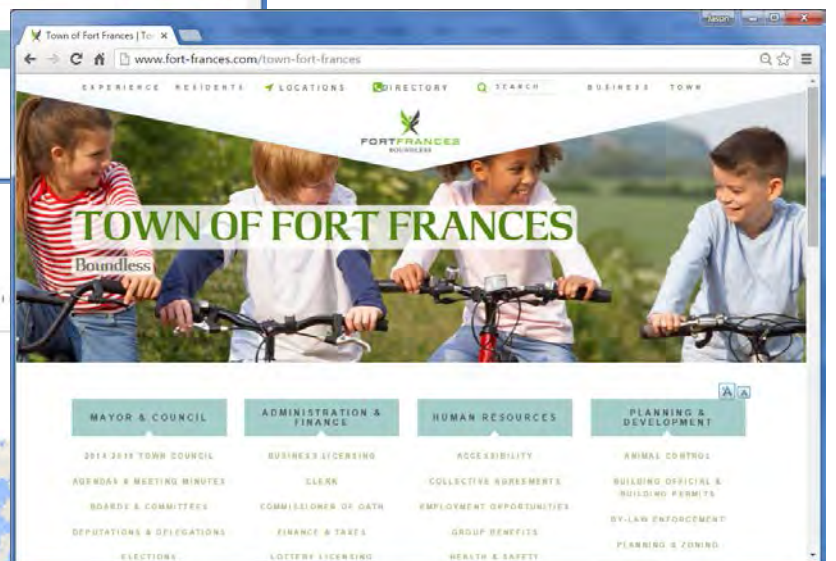 Jason
Town of Fort Frances | To
www.fort-frances.com/town-fort-frances
EXPERIENCE RESIDENTS LOCATIONS DIRECTORY SEARCH BUSINESS TOWN
FORTFRANCES
BOUNDLESS
TOWN OF FORT FRANCES
Boundless
A A
MAYOR & COUNCIL
2014-2018 TOWN COUNCIL
AGENDAS & MEETING MINUTES
BOARDS & COMMITTEES
DEPUTATIONS & DELEGATIONS
ELECTIONS
ADMINISTRATION &
FINANCE
BUSINESS LICENSING
CLERK
COMMISSIONER OF OATH
FINANCE & TAXES
LOTTERY LICENSING
HUMAN RESOURCES
ACCESSIBILITY
COLLECTIVE AGREEMENTS
EMPLOYMENT OPPORTUNITIES
GROUP BENEFITS
HEALTH & SAFETY
PLANNING &
DEVELOPMENT
ANIMAL CONTROL
BUILDING OFFICIAL &
BUILDING PERMITS
BY-LAW ENFORCEMENT
PLANNING & ZONING